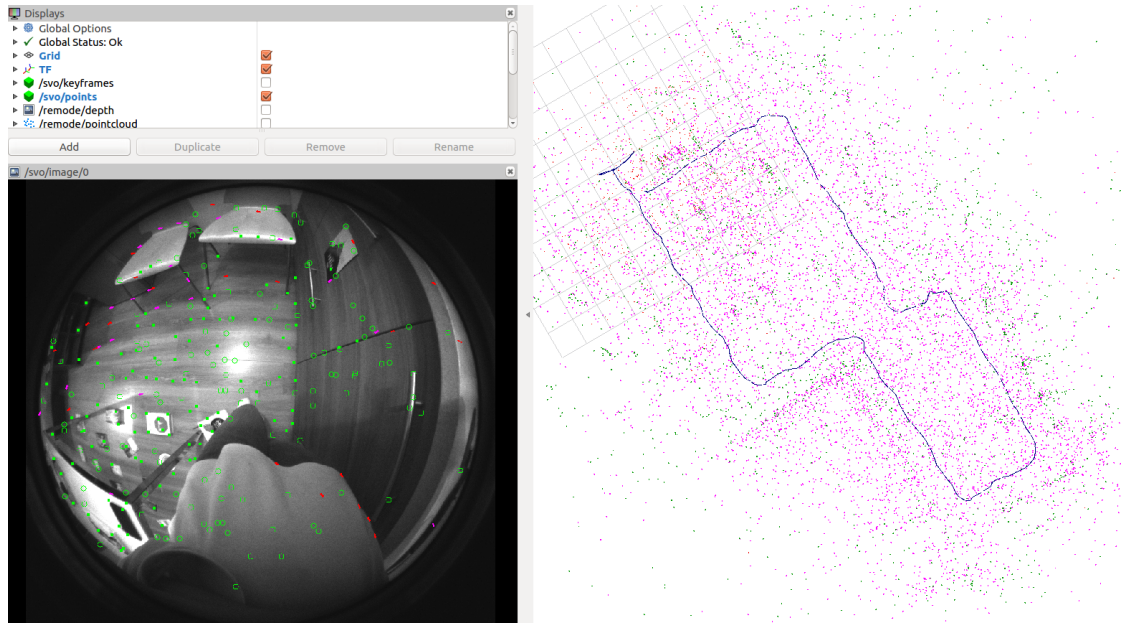 Displays
Global Options
Global Status: Ok
Grid
TF
/svo/keyframes
/svo/points
/remode/depth
/remode/pointcloud
Add Duplicate Remove Rename
/svo/image/0